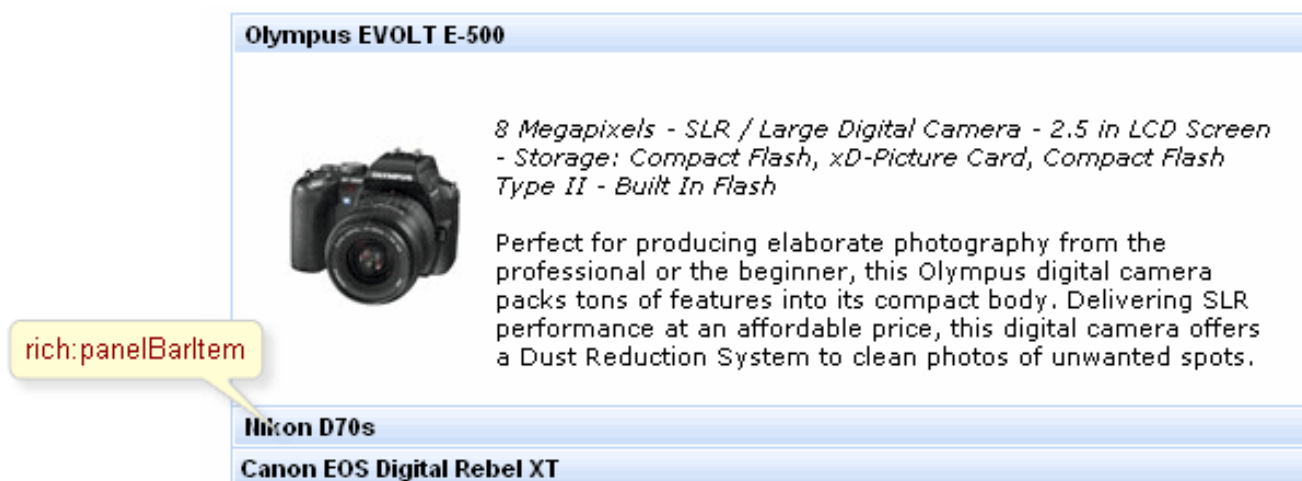 Olympus EVOLT E-500
8 Megapixels - SLR / Large Digital Camera - 2.5 in LCD Screen
- Storage: Compact Flash, xD-Picture Card, Compact Flash
Type II - Built In Flash
OLYMPUS
Perfect for producing elaborate photography from the
professional or the beginner, this Olympus digital camera
packs tons of features into its compact body. Delivering SLR
performance at an affordable price, this digital camera offers
a Dust Reduction System to clean photos of unwanted spots.
rich:panelBarItem
Nikon D70s
Canon EOS Digital Rebel XT